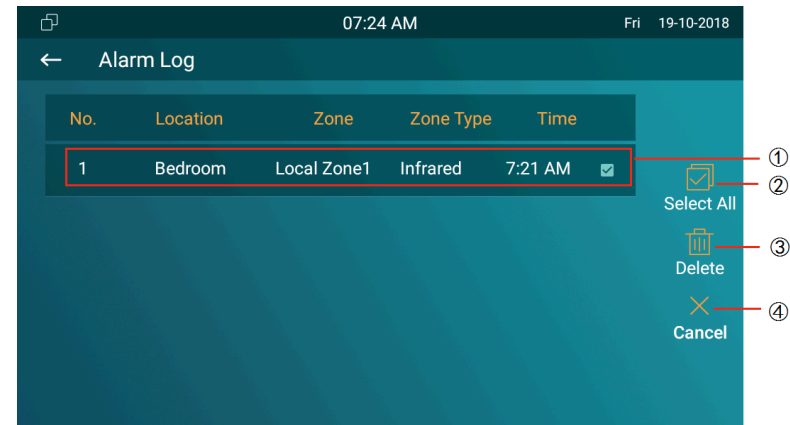 07:24 AM Fri 19-10-2018
Alarm Log
No. Location Zone Zone Type Time
1 Bedroom Local Zone1 Infrared 7:21 AM
①
②
Select All
③
Delete
④
Cancel